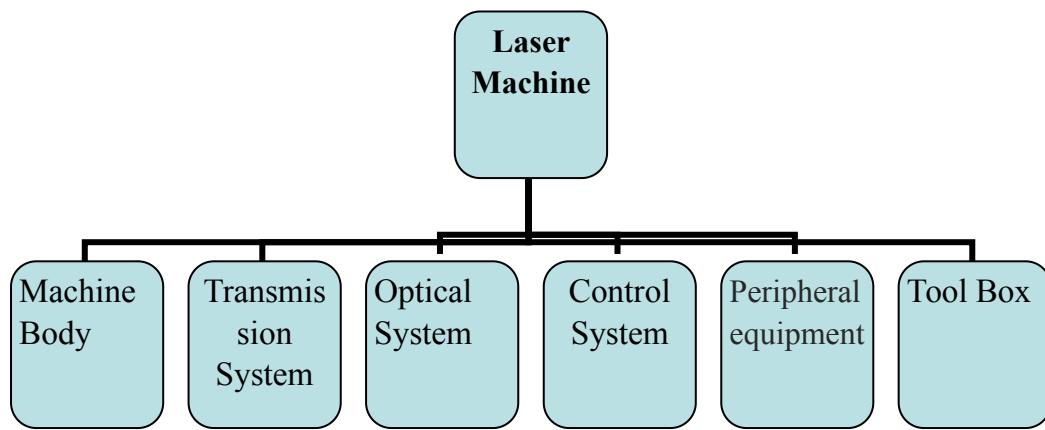 Laser
Machine
Machine
Body
Transmis
sion
System
Optical
System
Control
System
Peripheral
equipment
Tool Box